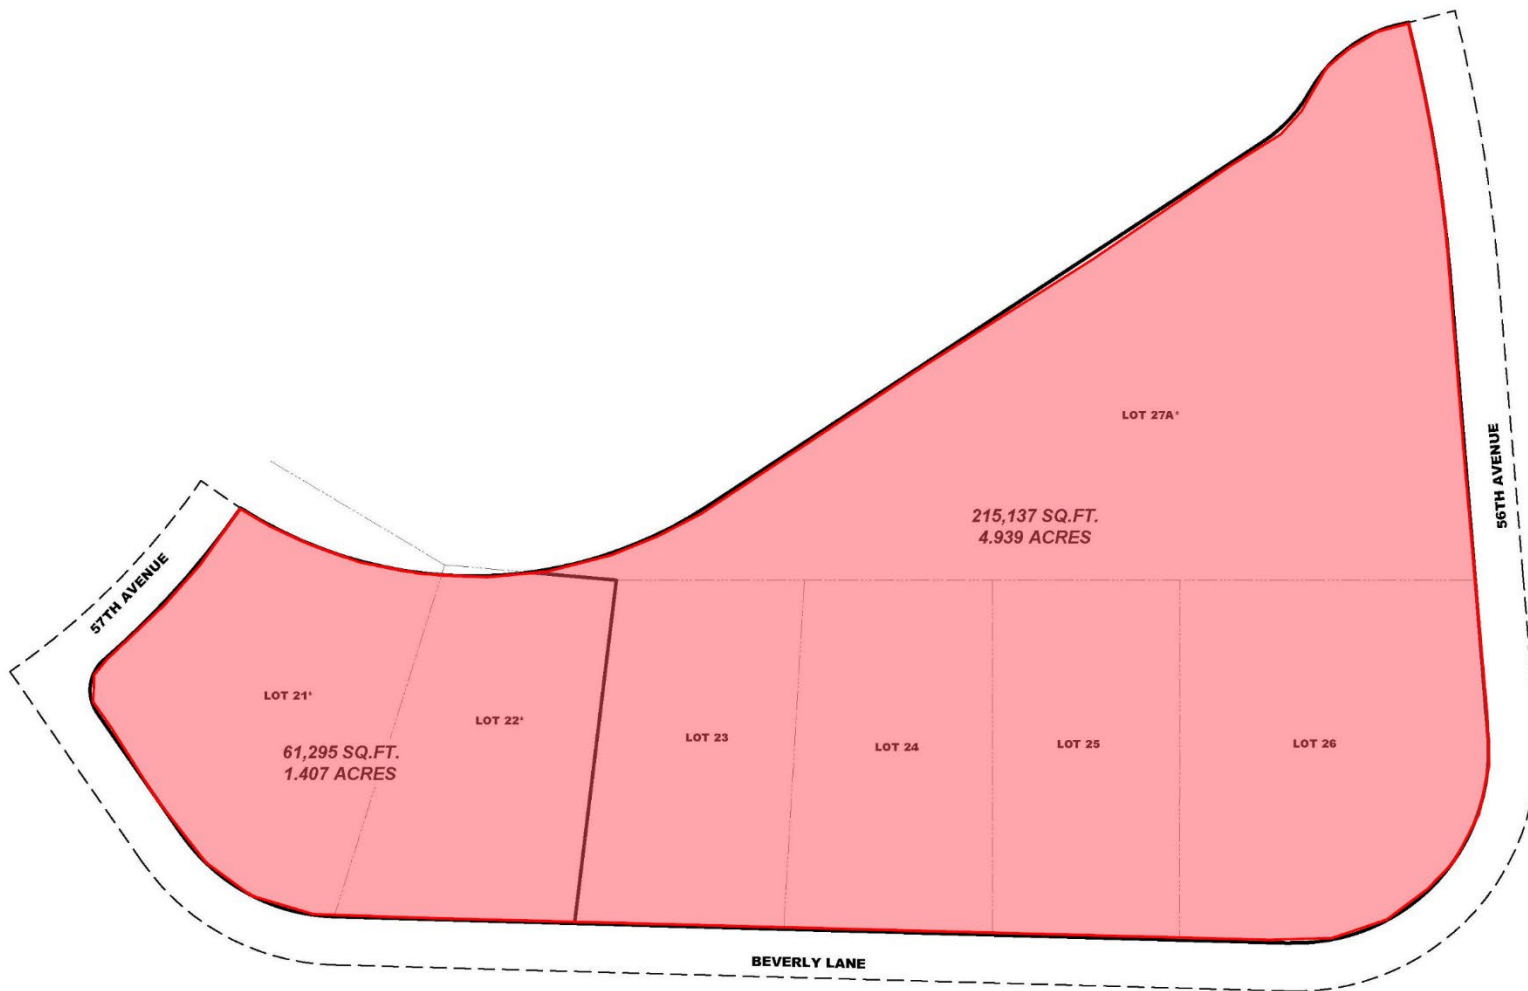 LOT 27A*
215,137 SQ.FT.
4.939 ACRES
56TH AVENUE
57TH AVENUE
LOT 21*
LOT 22*
61,295 SQ.FT.
1.407 ACRES
LOT 23
LOT 24
LOT 25
LOT 26
BEVERLY LANE